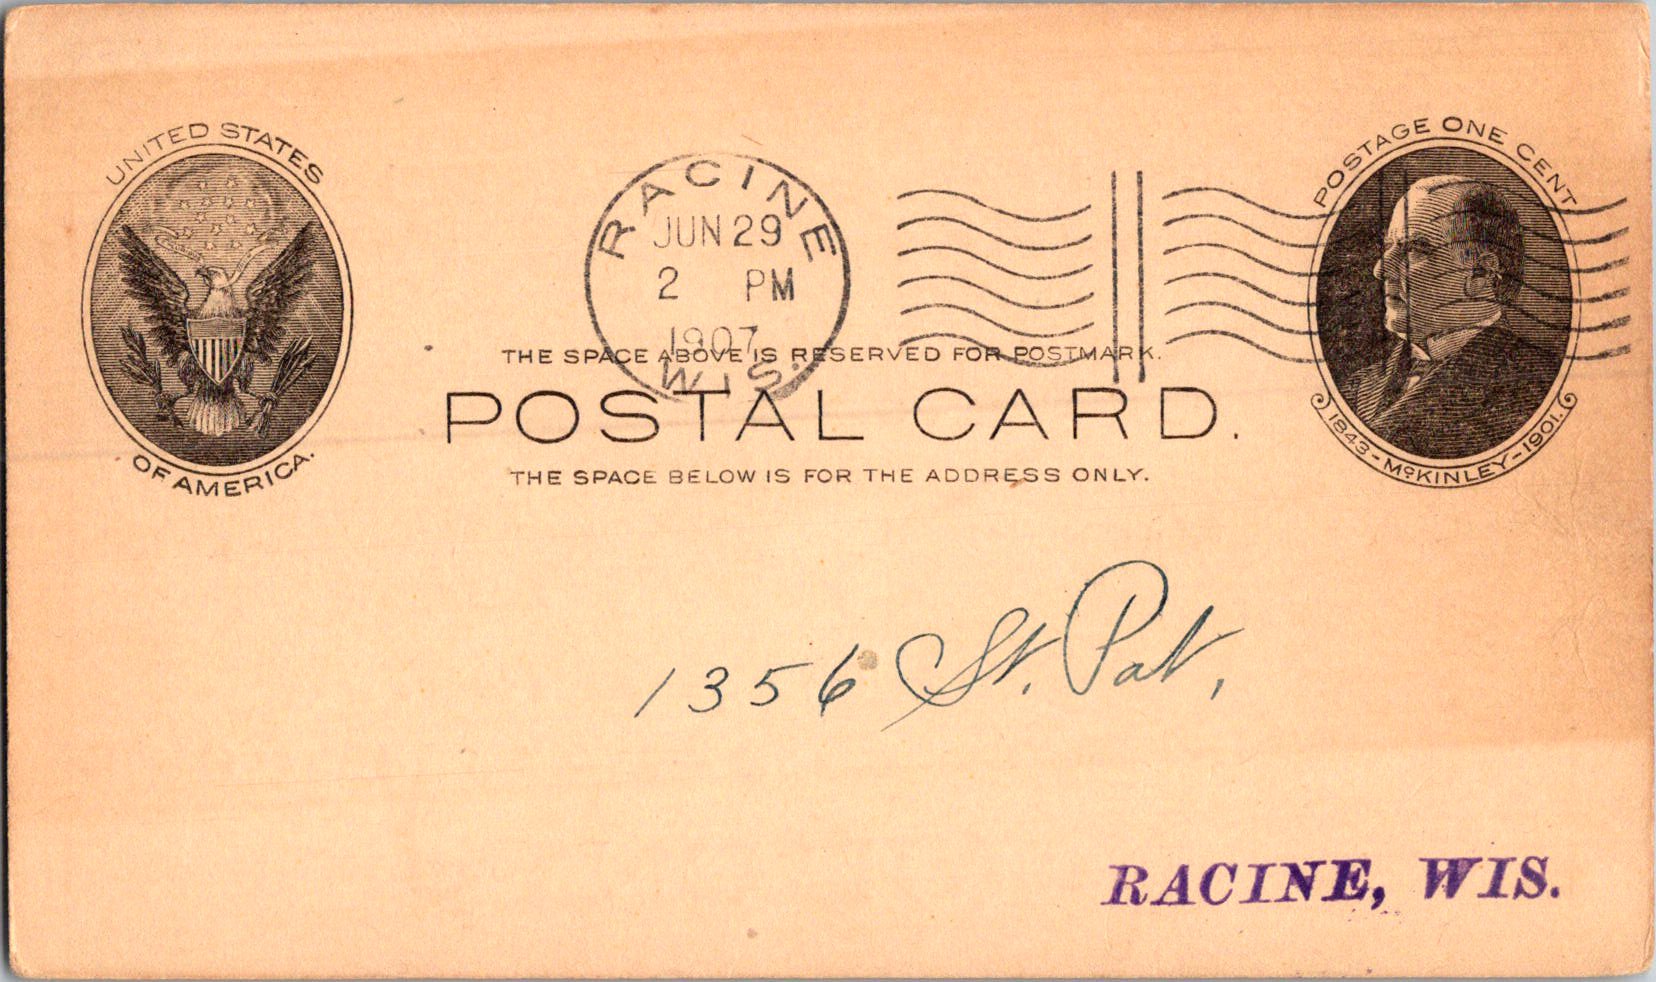 UNITED STATES
OF AMERICA.
RACINE
JUN 29
2 PM
1907
WIS.
POSTAGE ONE CENT
1843-McKINLEY-1901.
THE SPACE ABOVE IS RESERVED FOR POSTMARK.
POSTAL CARD.
THE SPACE BELOW IS FOR THE ADDRESS ONLY.
1356 St. Pat,
RACINE, WIS.